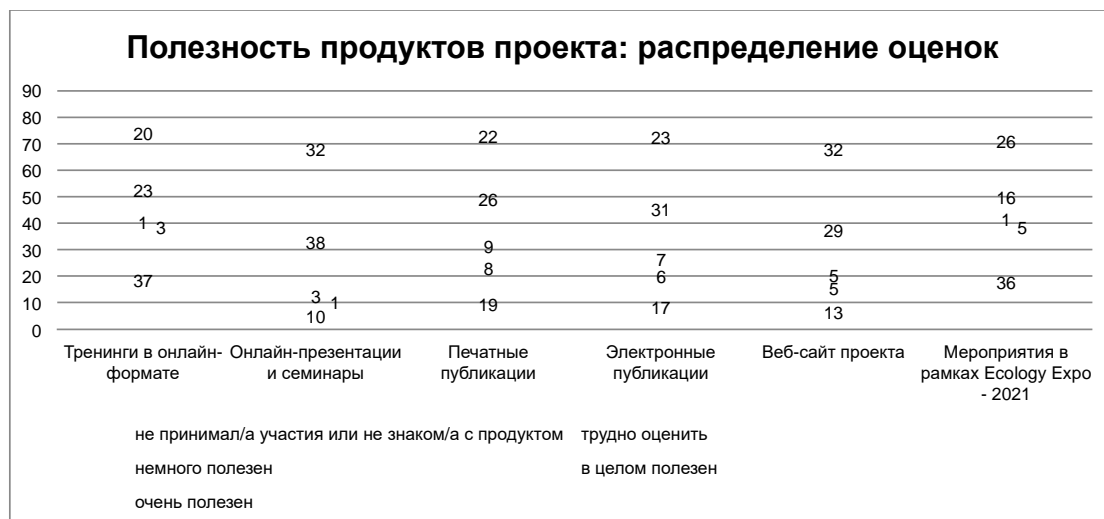 Полезность продуктов проекта: распределение оценок
90
80
70
60
50
40
30
20
10
0
20 32 22 23 32 26
23 38 26 31 29 16
1 3 9 7 5 1
3 1 8 6 5 5
37 10 19 17 13 36
Тренинги в онлайн- Онлайн-презентации Печатные Электронные Веб-сайт проекта Мероприятия в
формате и семинары публикации публикации рамках Ecology Expo
- 2021
не принимал/а участия или не знаком/а с продуктом трудно оценить
немного полезен в целом полезен
очень полезен